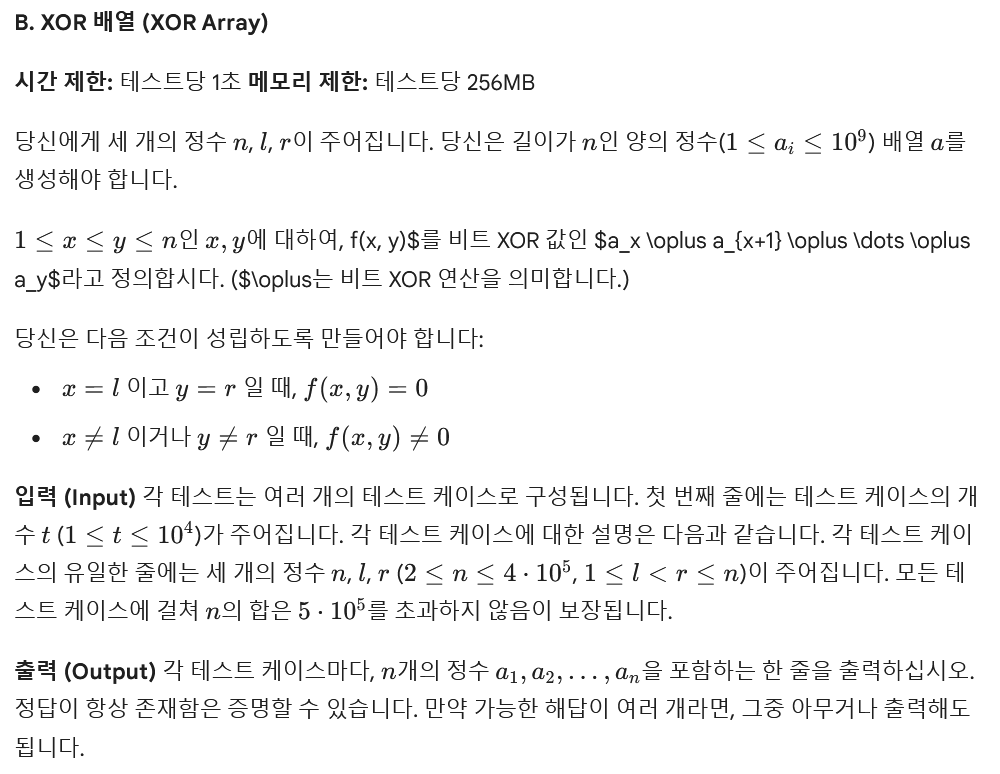 B. XOR 배열 (XOR Array)
시간 제한: 테스트당 1초 메모리 제한: 테스트당 256MB
당신에게 세 개의 정수 n, l, r이 주어집니다. 당신은 길이가 n인 양의 정수(1 ≤ a_i ≤ 10^9) 배열 a를
생성해야 합니다.
1 ≤ x ≤ y ≤ n인 x, y에 대하여, f(x, y)$를 비트 XOR 값인 $a_x \oplus a_{x+1} \oplus \dots \oplus
a_y$라고 정의합시다. ($\oplus는 비트 XOR 연산을 의미합니다.)
당신은 다음 조건이 성립하도록 만들어야 합니다:
• x = l 이고 y = r 일 때, f(x, y) = 0
• x ≠ l 이거나 y ≠ r 일 때, f(x, y) ≠ 0
입력 (Input) 각 테스트는 여러 개의 테스트 케이스로 구성됩니다. 첫 번째 줄에는 테스트 케이스의 개
수 t (1 ≤ t ≤ 10^4)가 주어집니다. 각 테스트 케이스에 대한 설명은 다음과 같습니다. 각 테스트 케이
스의 유일한 줄에는 세 개의 정수 n, l, r (2 ≤ n ≤ 4 · 10^5, 1 ≤ l < r ≤ n)이 주어집니다. 모든 테
스트 케이스에 걸쳐 n의 합은 5 · 10^5를 초과하지 않음이 보장됩니다.
출력 (Output) 각 테스트 케이스마다, n개의 정수 a_1, a_2, . . . , a_n을 포함하는 한 줄을 출력하십시오.
정답이 항상 존재함은 증명할 수 있습니다. 만약 가능한 해답이 여러 개라면, 그중 아무거나 출력해도
됩니다.